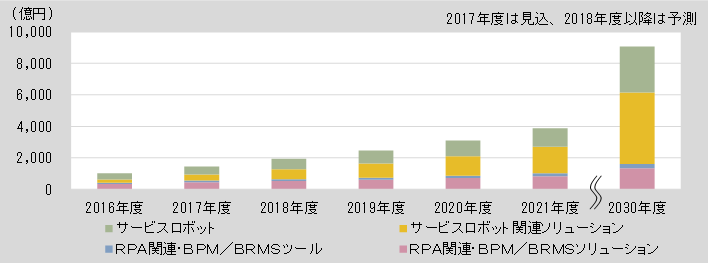 （億円）
2017年度は見込、2018年度以降は予測
10,000
8,000
6,000
4,000
2,000
0
2016年度 2017年度 2018年度 2019年度 2020年度 2021年度 2030年度
サービスロボット サービスロボット関連ソリューション
RPA関連・BPM／BRMSツール RPA関連・BPM／BRMSソリューション